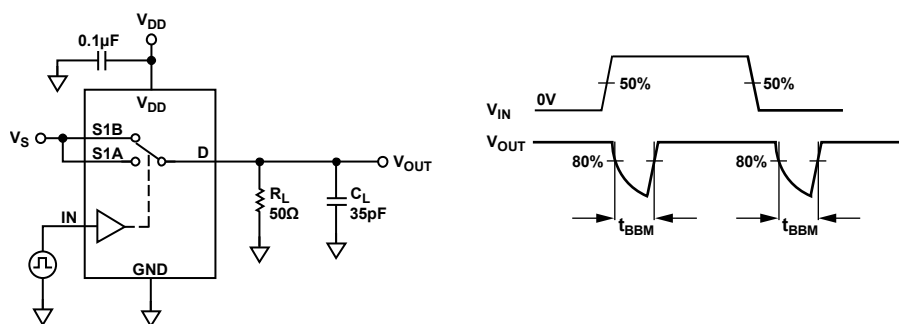 VDD
0.1µF
VDD
VS
S1B
S1A
D
VOUT
RL
50Ω
CL
35pF
IN
GND
VIN
0V
50%
50%
VOUT
80%
80%
tBBM
tBBM